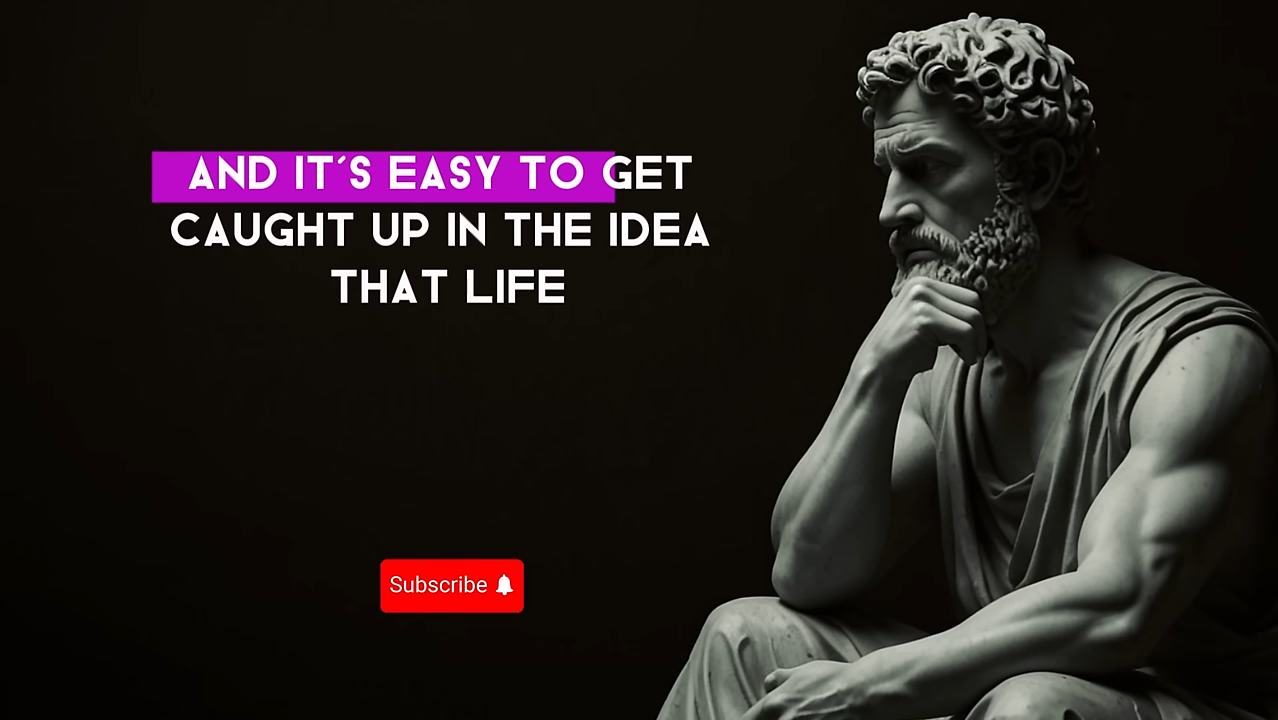 AND IT´S EASY TO GET
CAUGHT UP IN THE IDEA
THAT LIFE
Subscribe